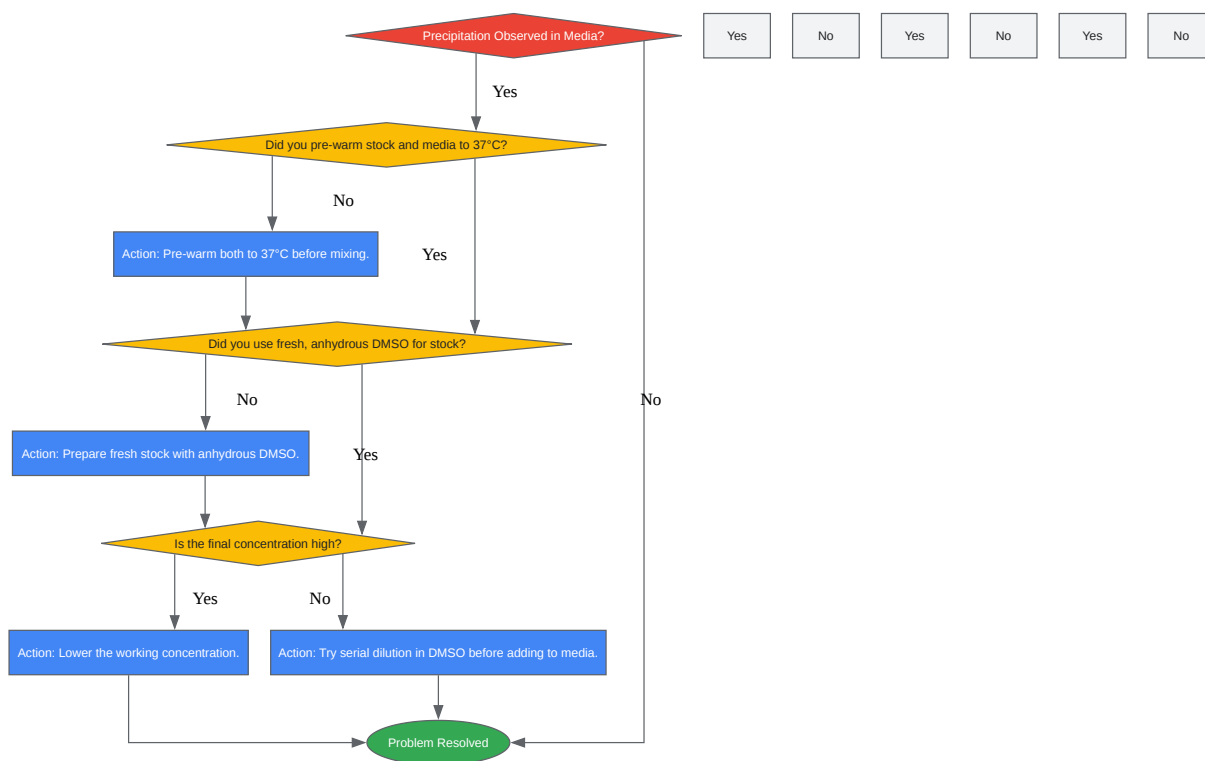 Precipitation Observed in Media?
Yes
No
Yes
No
Yes
No
Yes
Did you pre-warm stock and media to 37°C?
No
Action: Pre-warm both to 37°C before mixing.
Yes
Did you use fresh, anhydrous DMSO for stock?
No
No
Action: Prepare fresh stock with anhydrous DMSO.
Yes
Is the final concentration high?
Yes
No
Action: Lower the working concentration.
Action: Try serial dilution in DMSO before adding to media.
Problem Resolved